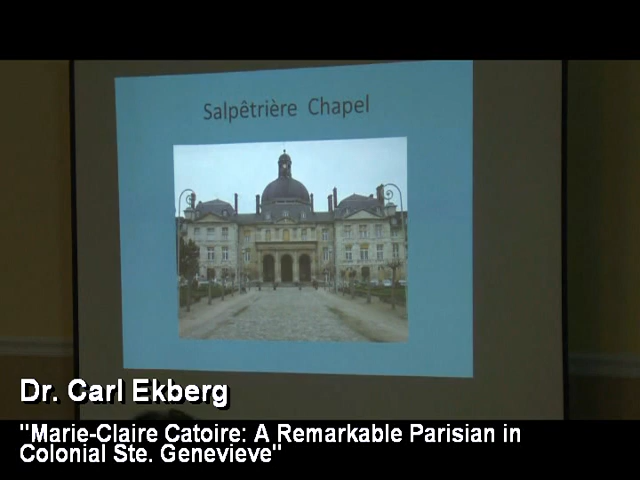 Salpêtrière Chapel
Dr. Carl Ekberg
"Marie-Claire Catoire: A Remarkable Parisian in
Colonial Ste. Genevieve"